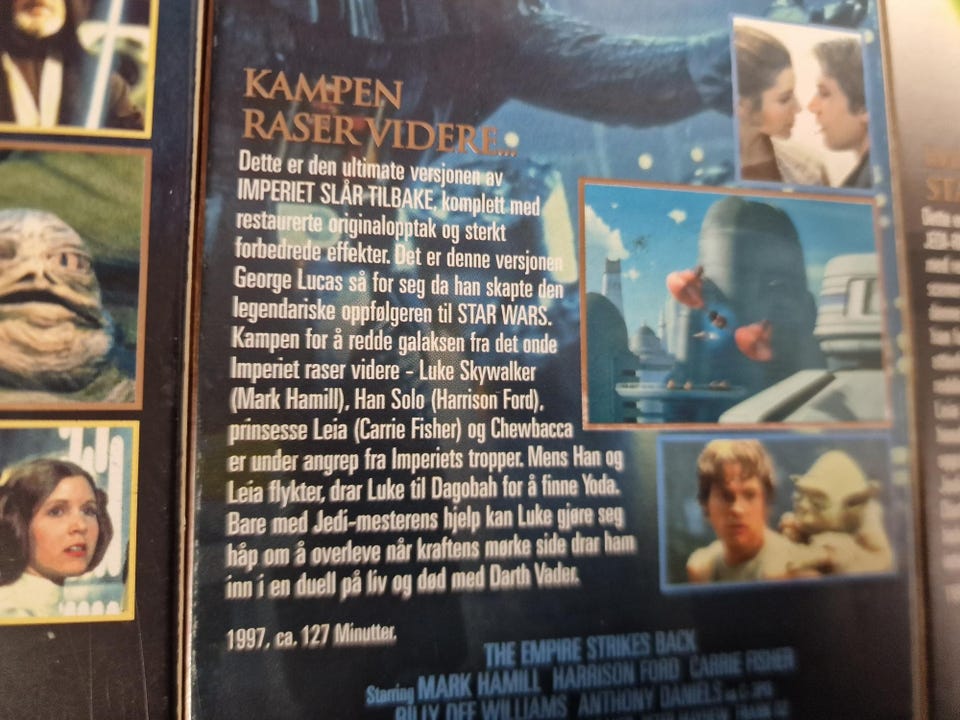 KAMPEN
RASER VIDERE...
Dette er den ultimate versjonen av
IMPERIET SLÅR TILBAKE, komplett med
restaurerte originalopptak og sterkt
forbedrede effekter. Det er denne versjonen
George Lucas så for seg da han skapte den
legendariske oppfølgeren til STAR WARS.
Kampen for å redde galaksen fra det onde
Imperiet raser videre - Luke Skywalker
(Mark Hamill), Han Solo (Harrison Ford),
prinsesse Leia (Carrie Fisher) og Chewbacca
er under angrep fra Imperiets tropper. Mens Han og
Leia flykter, drar Luke til Dagobah for å finne Yoda.
Bare med Jedi-mesterens hjelp kan Luke gjøre seg
håp om å overleve når kraftens mørke side drar ham
inn i en duell på liv og død med Darth Vader.
1997, ca. 127 Minutter.
THE EMPIRE STRIKES BACK
Starring MARK HAMILL HARRISON FORD CARRIE FISHER
BILLY DEE WILLIAMS ANTHONY DANIELS as C-3PO